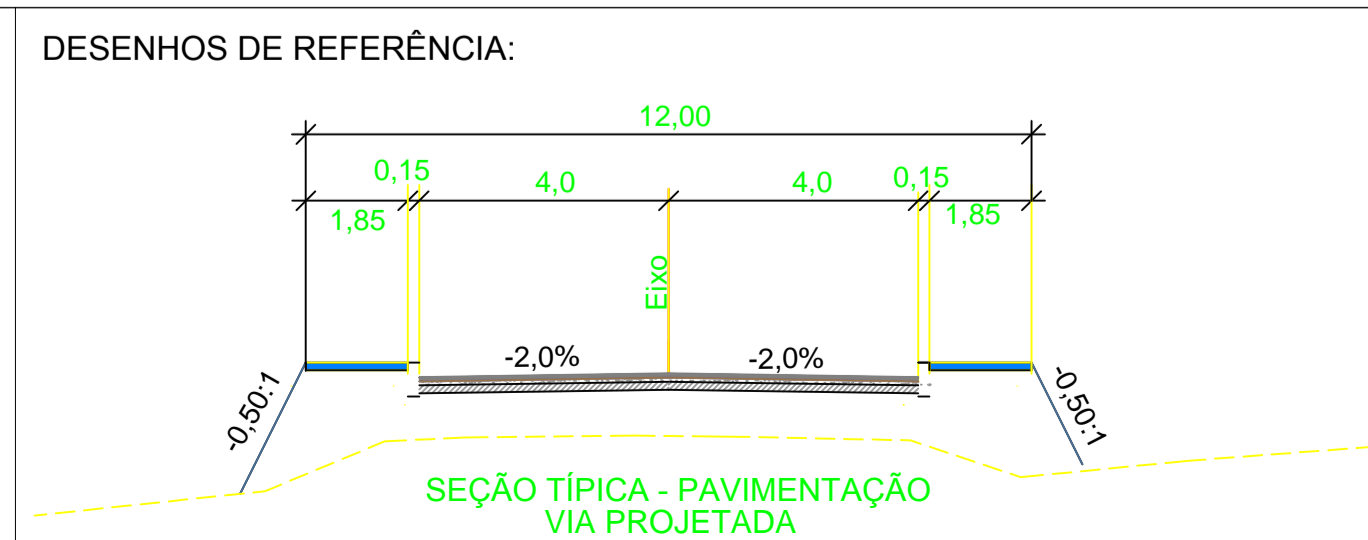 DESENHOS DE REFERÊNCIA:
12,00
0,15
4,0
4,0
0,15
1,85
1,85
Eixo
-2,0%
-2,0%
-0,50:1
-0,50:1
SEÇÃO TÍPICA - PAVIMENTAÇÃO
VIA PROJETADA